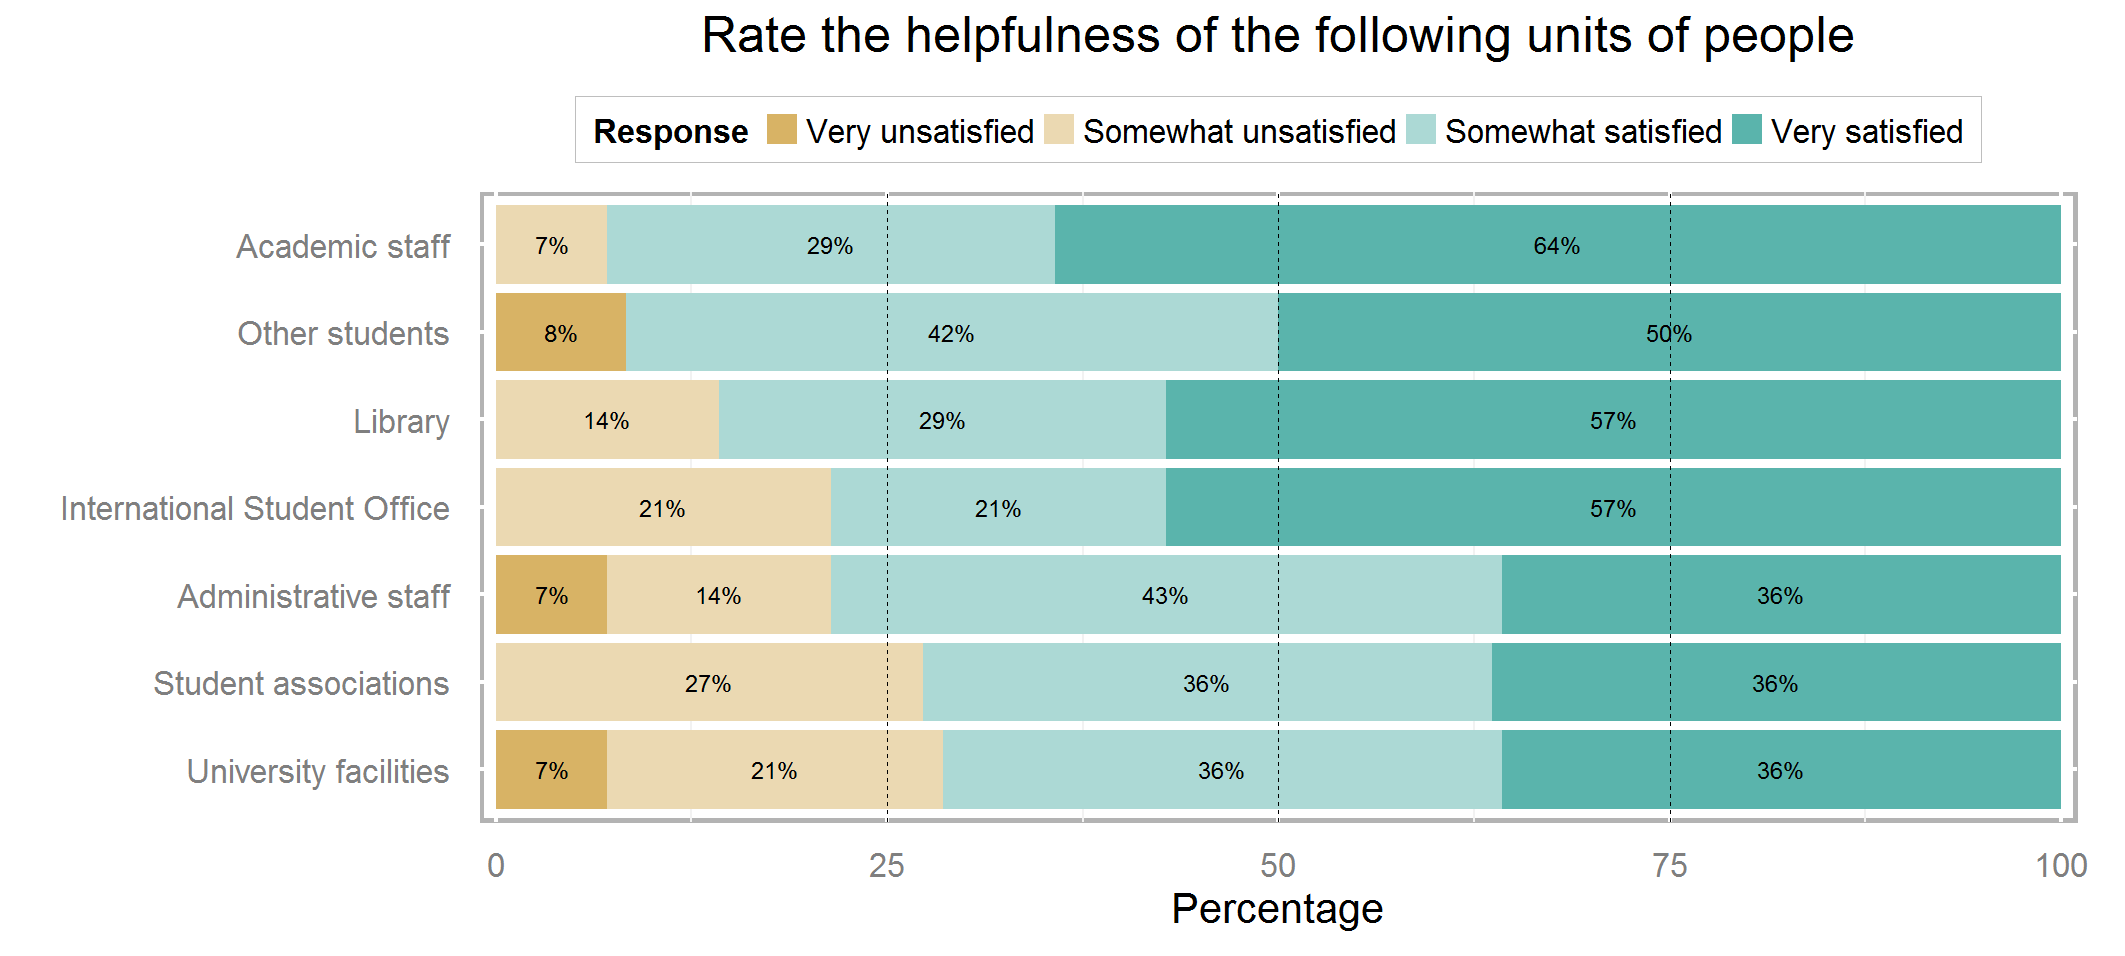 Rate the helpfulness of the following units of people
Response Very unsatisfied Somewhat unsatisfied Somewhat satisfied Very satisfied
Academic staff 7% 29% 64%
Other students 8% 42% 50%
Library 14% 29% 57%
International Student Office 21% 21% 57%
Administrative staff 7% 14% 43% 36%
Student associations 27% 36% 36%
University facilities 7% 21% 36% 36%
0 25 50 75 100
Percentage